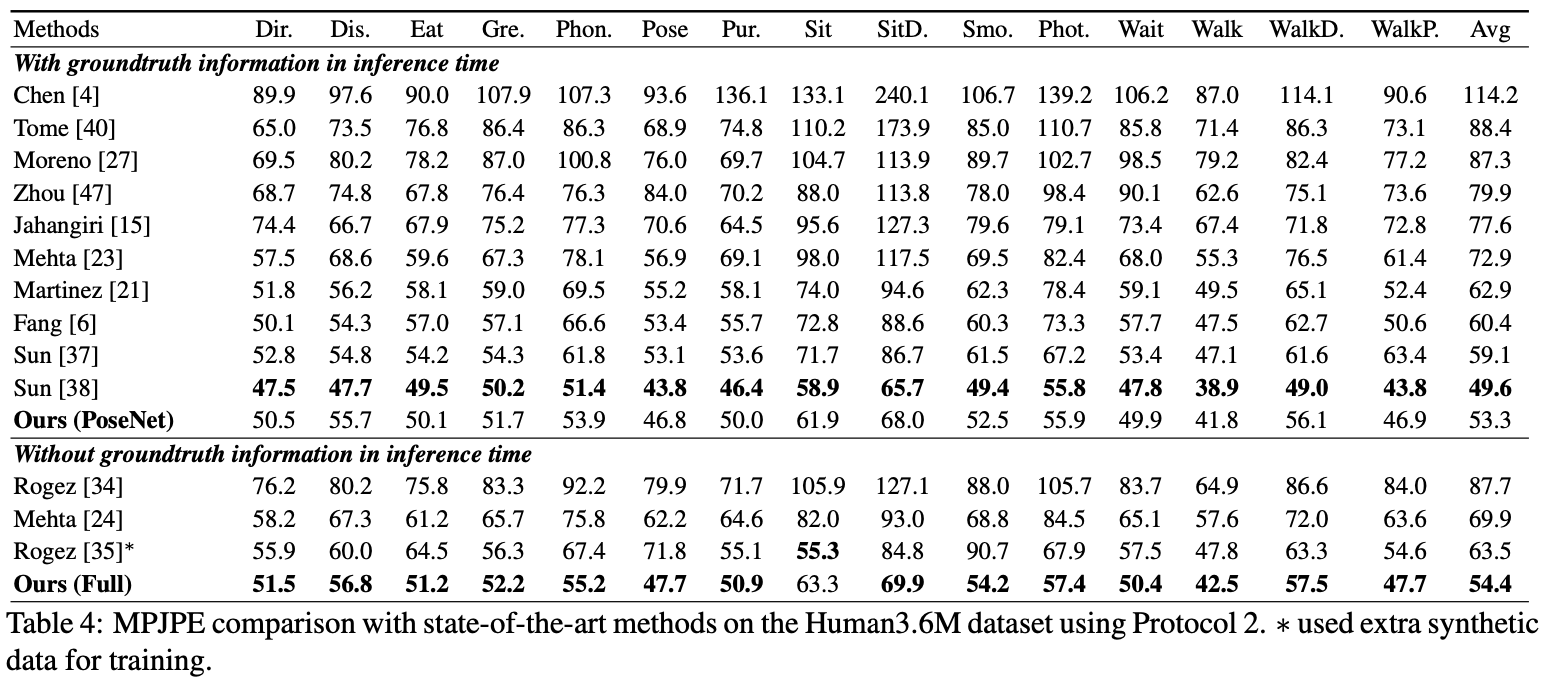 Methods Dir. Dis. Eat Gre. Phon. Pose Pur. Sit SitD. Smo. Phot. Wait Walk WalkD. WalkP. Avg
With groundtruth information in inference time
Chen [4] 89.9 97.6 90.0 107.9 107.3 93.6 136.1 133.1 240.1 106.7 139.2 106.2 87.0 114.1 90.6 114.2
Tome [40] 65.0 73.5 76.8 86.4 86.3 68.9 74.8 110.2 173.9 85.0 110.7 85.8 71.4 86.3 73.1 88.4
Moreno [27] 69.5 80.2 78.2 87.0 100.8 76.0 69.7 104.7 113.9 89.7 102.7 98.5 79.2 82.4 77.2 87.3
Zhou [47] 68.7 74.8 67.8 76.4 76.3 84.0 70.2 88.0 113.8 78.0 98.4 90.1 62.6 75.1 73.6 79.9
Jahangiri [15] 74.4 66.7 67.9 75.2 77.3 70.6 64.5 95.6 127.3 79.6 79.1 73.4 67.4 71.8 72.8 77.6
Mehta [23] 57.5 68.6 59.6 67.3 78.1 56.9 69.1 98.0 117.5 69.5 82.4 68.0 55.3 76.5 61.4 72.9
Martinez [21] 51.8 56.2 58.1 59.0 69.5 55.2 58.1 74.0 94.6 62.3 78.4 59.1 49.5 65.1 52.4 62.9
Fang [6] 50.1 54.3 57.0 57.1 66.6 53.4 55.7 72.8 88.6 60.3 73.3 57.7 47.5 62.7 50.6 60.4
Sun [37] 52.8 54.8 54.2 54.3 61.8 53.1 53.6 71.7 86.7 61.5 67.2 53.4 47.1 61.6 63.4 59.1
Sun [38] 47.5 47.7 49.5 50.2 51.4 43.8 46.4 58.9 65.7 49.4 55.8 47.8 38.9 49.0 43.8 49.6
Ours (PoseNet) 50.5 55.7 50.1 51.7 53.9 46.8 50.0 61.9 68.0 52.5 55.9 49.9 41.8 56.1 46.9 53.3
Without groundtruth information in inference time
Rogez [34] 76.2 80.2 75.8 83.3 92.2 79.9 71.7 105.9 127.1 88.0 105.7 83.7 64.9 86.6 84.0 87.7
Mehta [24] 58.2 67.3 61.2 65.7 75.8 62.2 64.6 82.0 93.0 68.8 84.5 65.1 57.6 72.0 63.6 69.9
Rogez [35]* 55.9 60.0 64.5 56.3 67.4 71.8 55.1 55.3 84.8 90.7 67.9 57.5 47.8 63.3 54.6 63.5
Ours (Full) 51.5 56.8 51.2 52.2 55.2 47.7 50.9 63.3 69.9 54.2 57.4 50.4 42.5 57.5 47.7 54.4
Table 4: MPJPE comparison with state-of-the-art methods on the Human3.6M dataset using Protocol 2. * used extra synthetic
data for training.